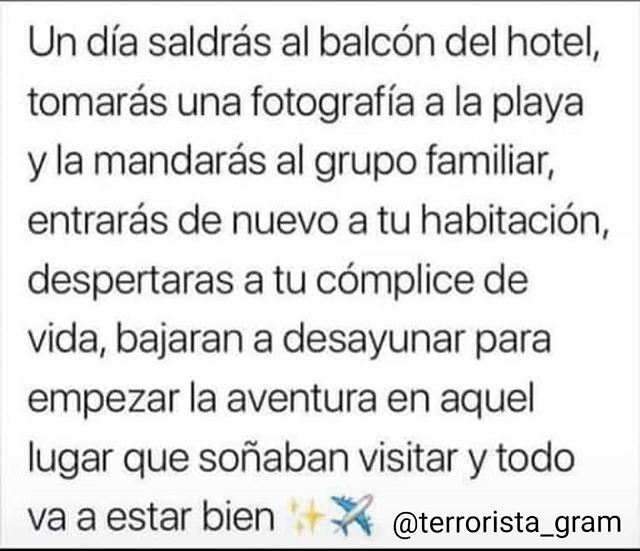 Un día saldrás al balcón del hotel,
tomarás una fotografía a la playa
y la mandarás al grupo familiar,
entrarás de nuevo a tu habitación,
despertaras a tu cómplice de
vida, bajaran a desayunar para
empezar la aventura en aquel
lugar que soñaban visitar y todo
va a estar bien ✨✈️ @terrorista_gram